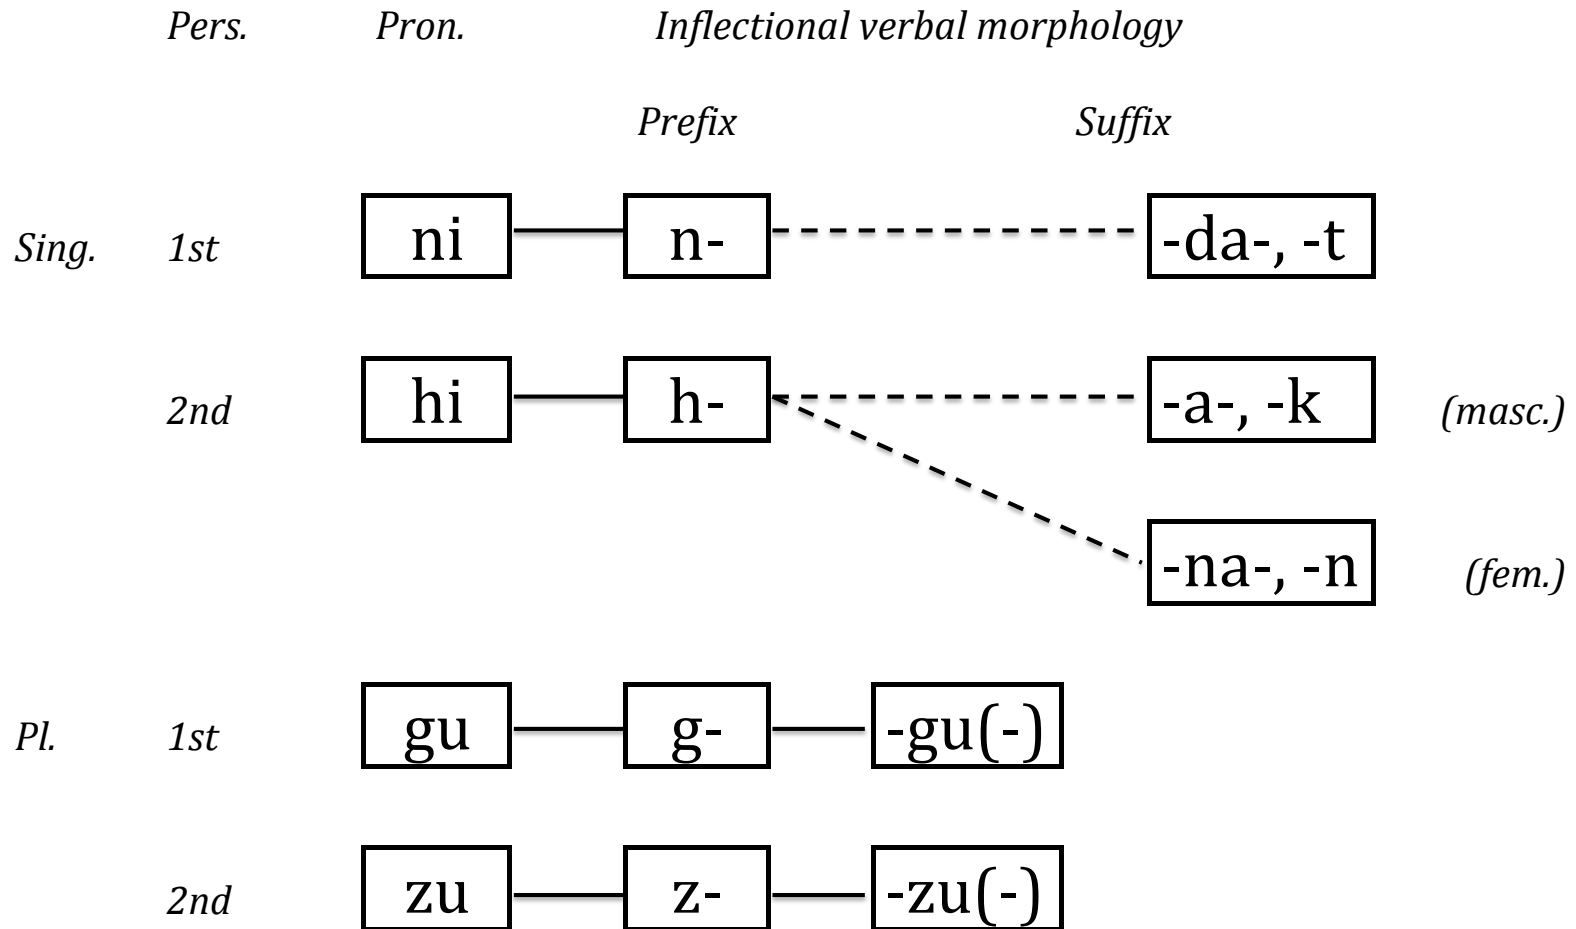 Pers. Pron. Inflectional verbal morphology
Prefix Suffix
Sing. 1st ni n- -da-, -t
2nd hi h- -a-, -k (masc.)
-na-, -n (fem.)
Pl. 1st gu g- -gu(-)
2nd zu z- -zu(-)